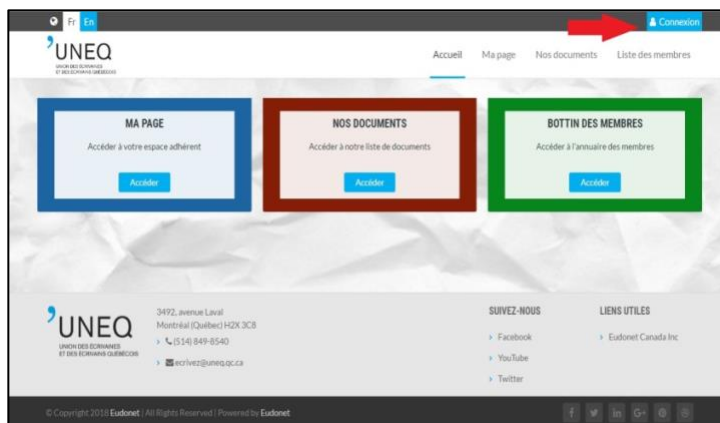 Fr En Connexion
UNEQ
UNION DES ÉCRIVAINES
ET DES ÉCRIVAINS QUÉBÉCOIS
Accueil Ma page Nos documents Liste des membres
MA PAGE
Accéder à votre espace adhérent
Accéder
NOS DOCUMENTS
Accéder à notre liste de documents
Accéder
BOTTIN DES MEMBRES
Accéder à l'annuaire des membres
Accéder
UNEQ
UNION DES ÉCRIVAINES
ET DES ÉCRIVAINS QUÉBÉCOIS
3492, avenue Laval
Montréal (Québec) H2X 3C8
(514) 849-8540
ecrivez@uneq.qc.ca
SUIVEZ-NOUS
Facebook
YouTube
Twitter
LIENS UTILES
Eudonet Canada Inc
© Copyright 2018 Eudonet | All Rights Reserved | Powered by Eudonet